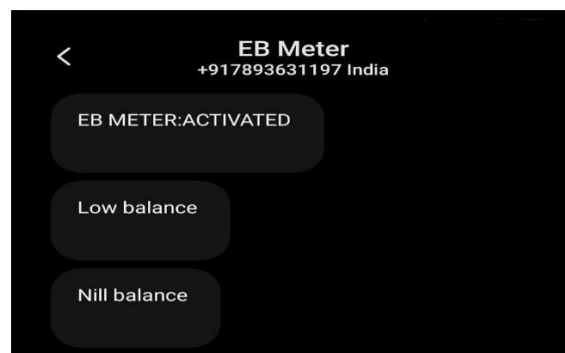 EB Meter
+917893631197 India
EB METER:ACTIVATED
Low balance
Nill balance